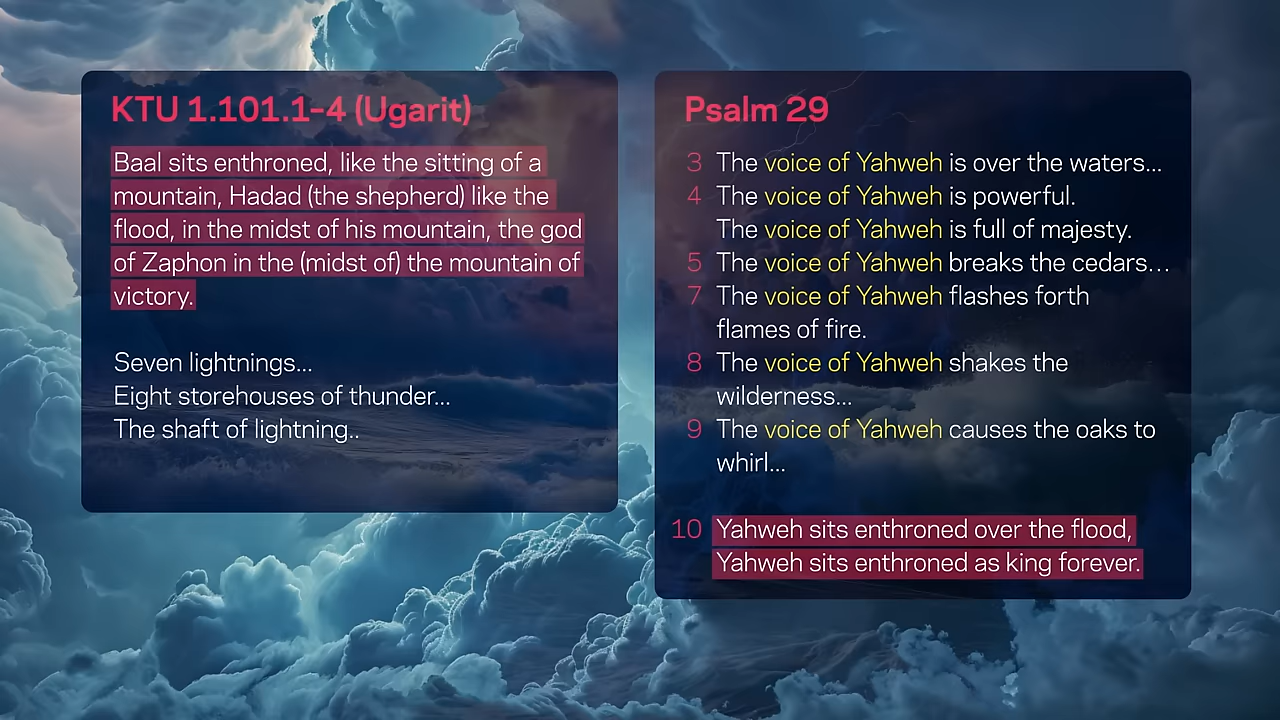 KTU 1.101.1-4 (Ugarit)
Baal sits enthroned, like the sitting of a
mountain, Hadad (the shepherd) like the
flood, in the midst of his mountain, the god
of Zaphon in the (midst of) the mountain of
victory.
Seven lightnings...
Eight storehouses of thunder...
The shaft of lightning..
Psalm 29
3 The voice of Yahweh is over the waters...
4 The voice of Yahweh is powerful.
The voice of Yahweh is full of majesty.
5 The voice of Yahweh breaks the cedars...
7 The voice of Yahweh flashes forth
flames of fire.
8 The voice of Yahweh shakes the
wilderness...
9 The voice of Yahweh causes the oaks to
whirl...
10 Yahweh sits enthroned over the flood,
Yahweh sits enthroned as king forever.